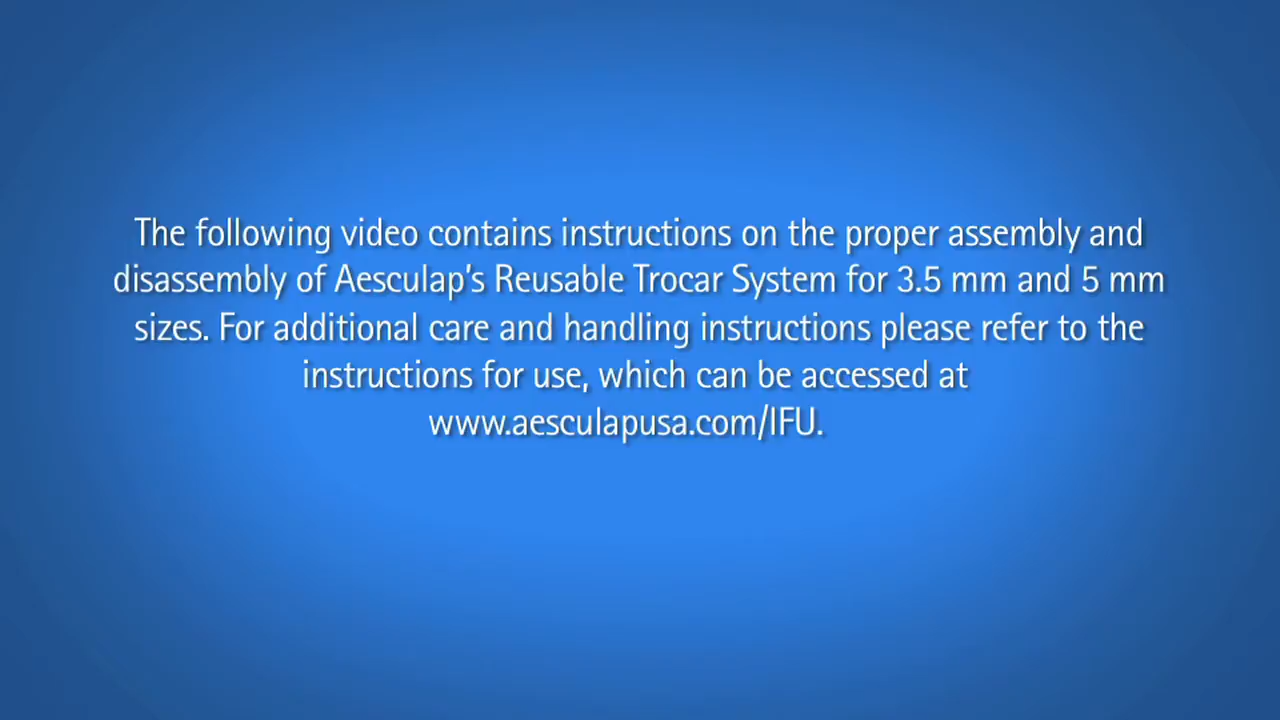 The following video contains instructions on the proper assembly and
disassembly of Aesculap’s Reusable Trocar System for 3.5 mm and 5 mm
sizes. For additional care and handling instructions please refer to the
instructions for use, which can be accessed at
www.aesculapusa.com/IFU.